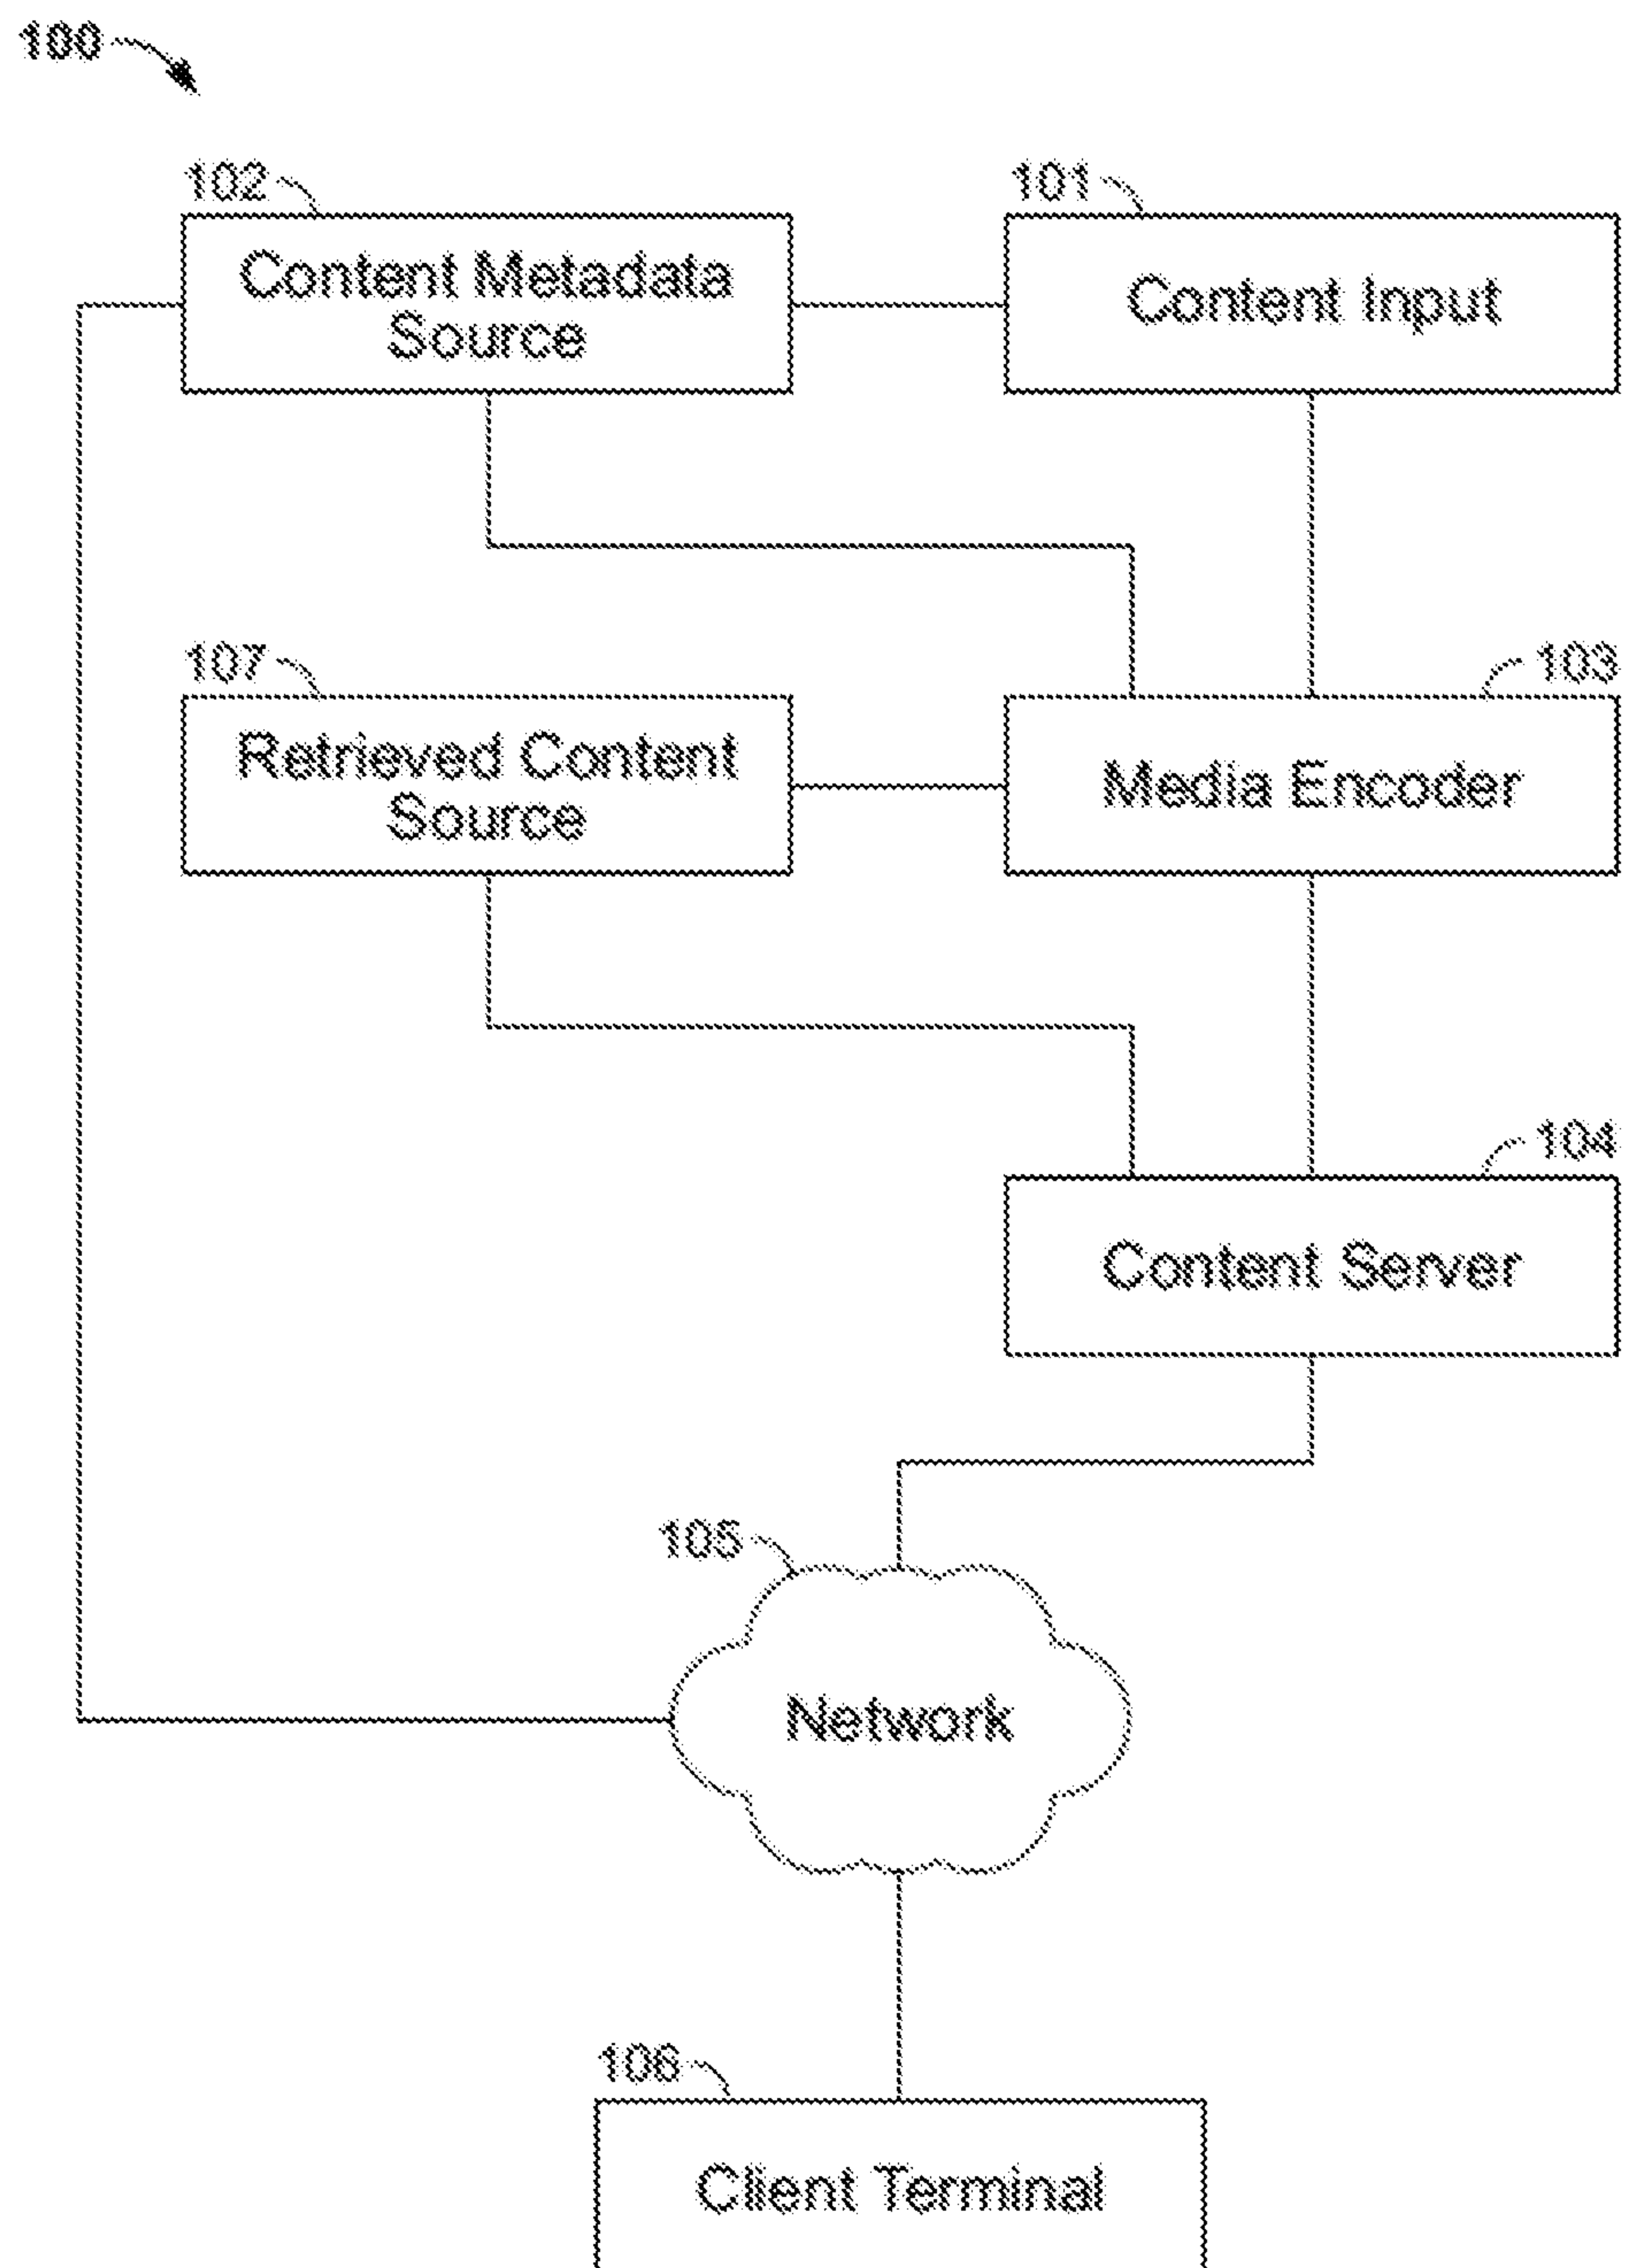 100
102
101
Content Metadata
Source
Content Input
107
103
Retrieved Content
Source
Media Encoder
104
Content Server
105
Network
106
Client Terminal